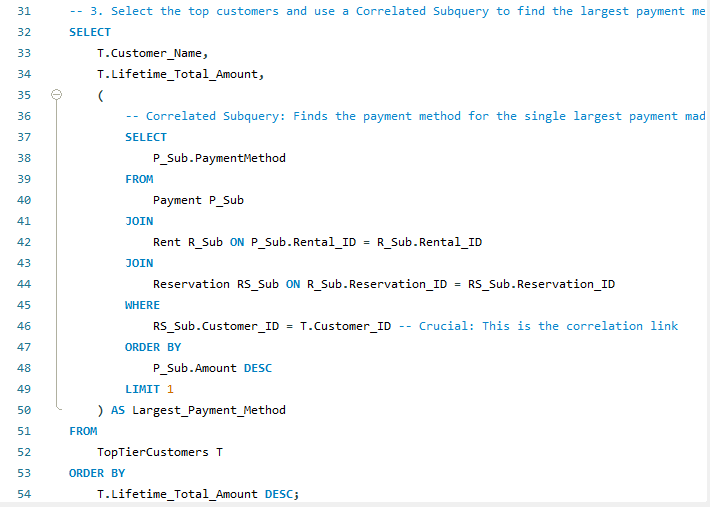 31 -- 3. Select the top customers and use a Correlated Subquery to find the largest payment me
32 SELECT
33 T.Customer_Name,
34 T.Lifetime_Total_Amount,
35 (
36 -- Correlated Subquery: Finds the payment method for the single largest payment mad
37 SELECT
38 P_Sub.PaymentMethod
39 FROM
40 Payment P_Sub
41 JOIN
42 Rent R_Sub ON P_Sub.Rental_ID = R_Sub.Rental_ID
43 JOIN
44 Reservation RS_Sub ON R_Sub.Reservation_ID = RS_Sub.Reservation_ID
45 WHERE
46 RS_Sub.Customer_ID = T.Customer_ID -- Crucial: This is the correlation link
47 ORDER BY
48 P_Sub.Amount DESC
49 LIMIT 1
50 ) AS Largest_Payment_Method
51 FROM
52 TopTierCustomers T
53 ORDER BY
54 T.Lifetime_Total_Amount DESC;